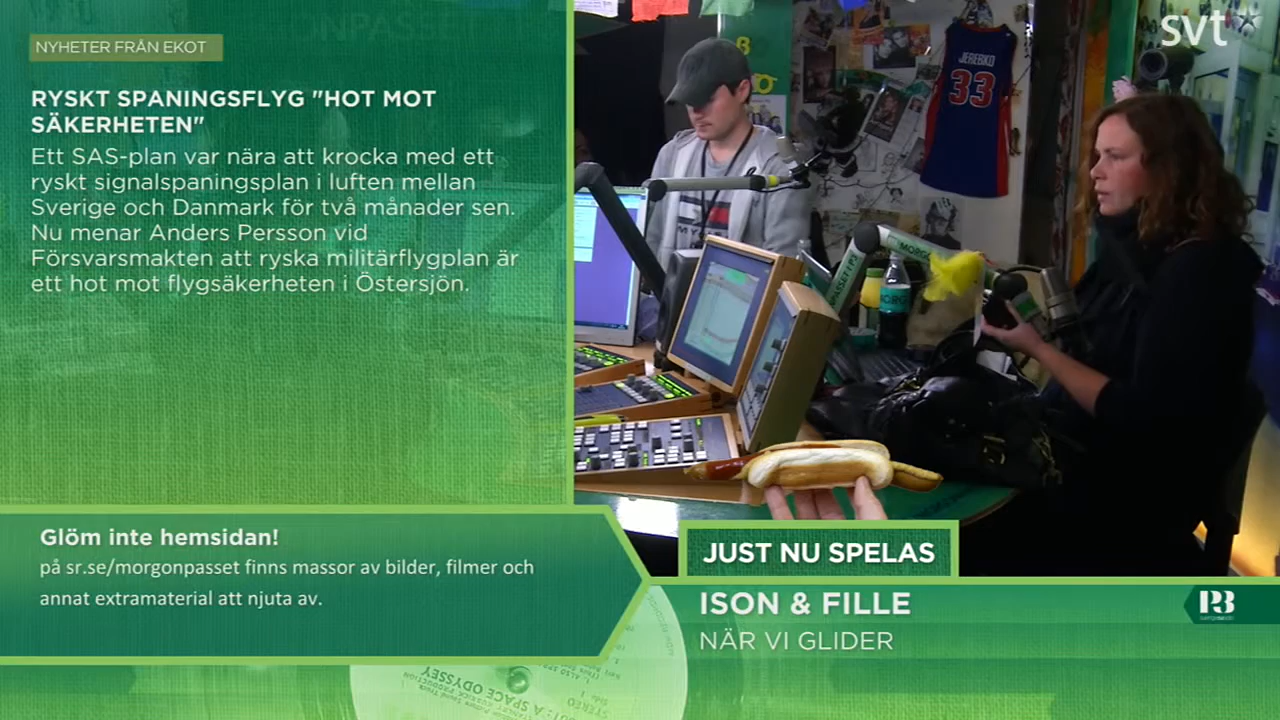 NYHETER FRÅN EKOT
RYSKT SPANINGSFLYG "HOT MOT
SÄKERHETEN"
Ett SAS-plan var nära att krocka med ett
ryskt signalspaningsplan i luften mellan
Sverige och Danmark för två månader sen.
Nu menar Anders Persson vid
Försvarsmakten att ryska militärflygplan är
ett hot mot flygsäkerheten i Östersjön.
svt
JEREBKO
33
Glöm inte hemsidan!
på sr.se/morgonpasset finns massor av bilder, filmer och
annat extramaterial att njuta av.
JUST NU SPELAS
ISON & FILLE
NÄR VI GLIDER
P3
A SPACE ODYSSEY
STEREO